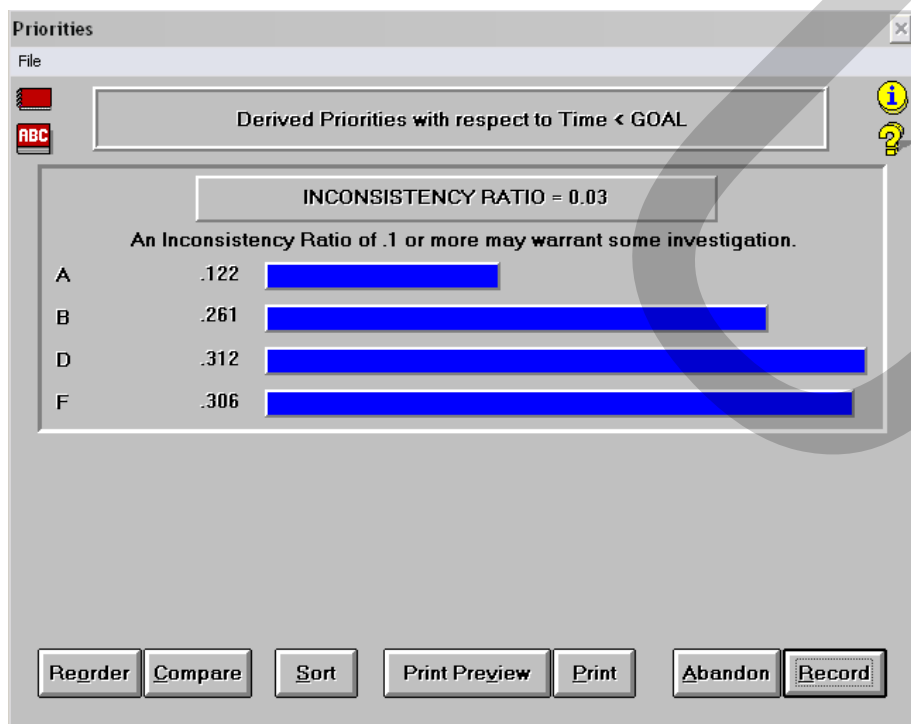 Priorities
File
ABC
Derived Priorities with respect to Time < GOAL
INCONSISTENCY RATIO = 0.03
An Inconsistency Ratio of .1 or more may warrant some investigation.
A .122
B .261
D .312
F .306
Reorder Compare Sort Print Preview Print Abandon Record